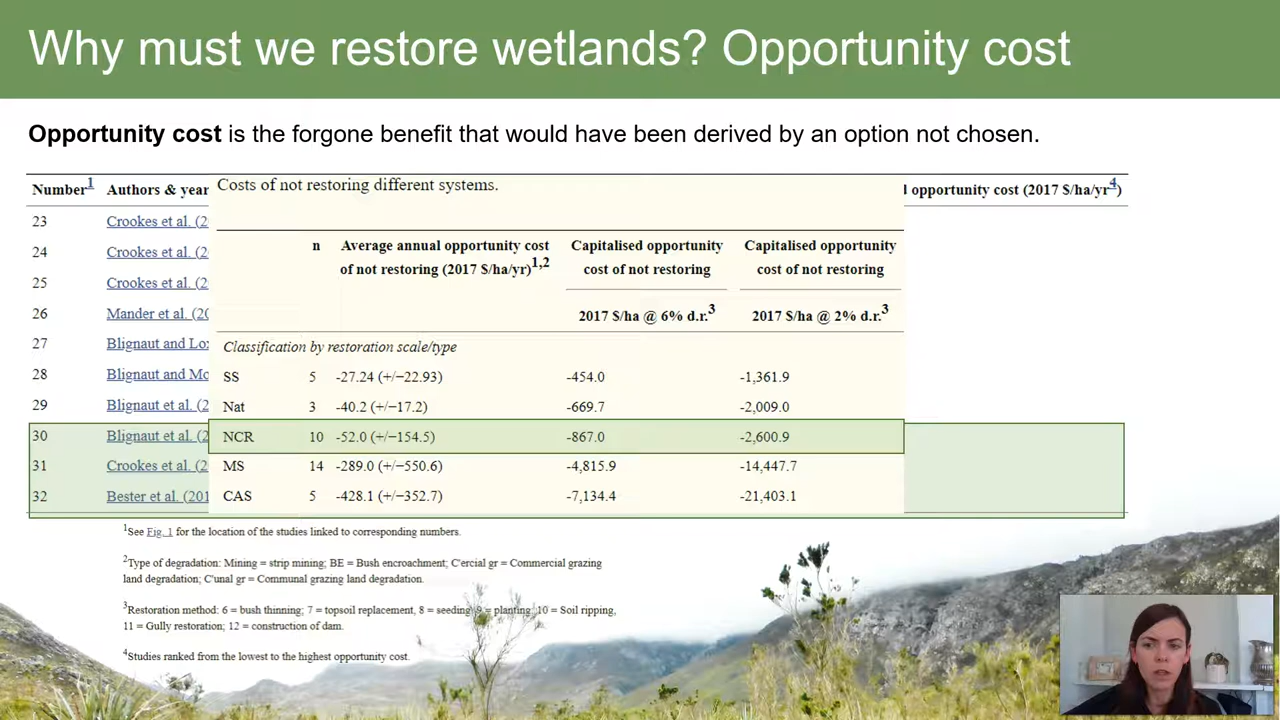 Why must we restore wetlands? Opportunity cost
Opportunity cost is the forgone benefit that would have been derived by an option not chosen.
Number1 Authors & year opportunity cost (2017 $/ha/yr4)
Costs of not restoring different systems.
n Average annual opportunity cost Capitalised opportunity Capitalised opportunity
of not restoring (2017 $/ha/yr)1,2 cost of not restoring cost of not restoring
2017 $/ha @ 6% d.r.3 2017 $/ha @ 2% d.r.3
Classification by restoration scale/type
SS 5 -27.24 (+/−22.93) -454.0 -1,361.9
Nat 3 -40.2 (+/−17.2) -669.7 -2,009.0
NCR 10 -52.0 (+/−154.5) -867.0 -2,600.9
MS 14 -289.0 (+/−550.6) -4,815.9 -14,447.7
CAS 5 -428.1 (+/−352.7) -7,134.4 -21,403.1
23 Crookes et al. (2
24 Crookes et al. (2
25 Crookes et al. (2
26 Mander et al. (20
27 Blignaut and Lo
28 Blignaut and Mo
29 Blignaut et al. (2
30 Blignaut et al. (2
31 Crookes et al. (2
32 Bester et al. (201
1See Fig. 1 for the location of the studies linked to corresponding numbers.
2Type of degradation: Mining = strip mining; BE = Bush encroachment; C'ercial gr = Commercial grazing
land degradation; C'unal gr = Communal grazing land degradation.
3Restoration method: 6 = bush thinning; 7 = topsoil replacement, 8 = seeding; 9 = planting; 10 = Soil ripping,
11 = Gully restoration; 12 = construction of dam.
4Studies ranked from the lowest to the highest opportunity cost.